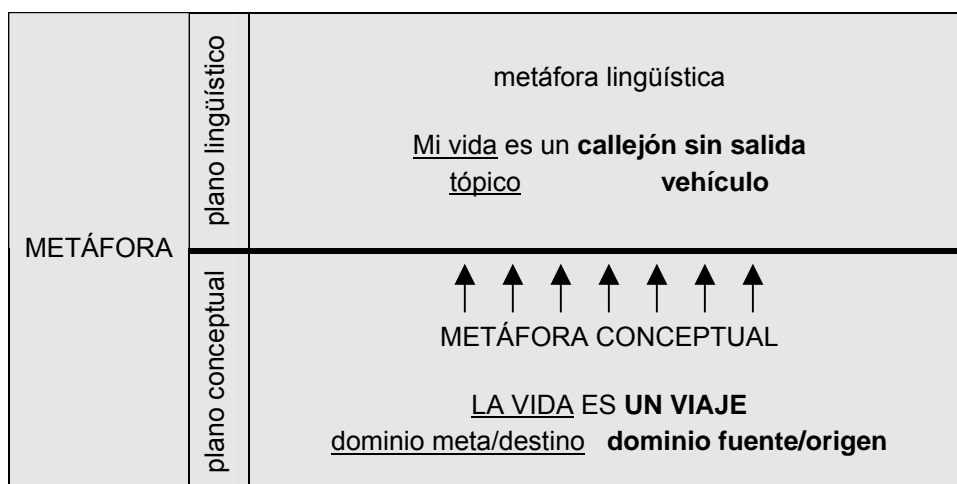 METÁFORA
plano lingüístico
metáfora lingüística
Mi vida es un callejón sin salida
tópico vehículo
plano conceptual
METÁFORA CONCEPTUAL
LA VIDA ES UN VIAJE
dominio meta/destino dominio fuente/origen